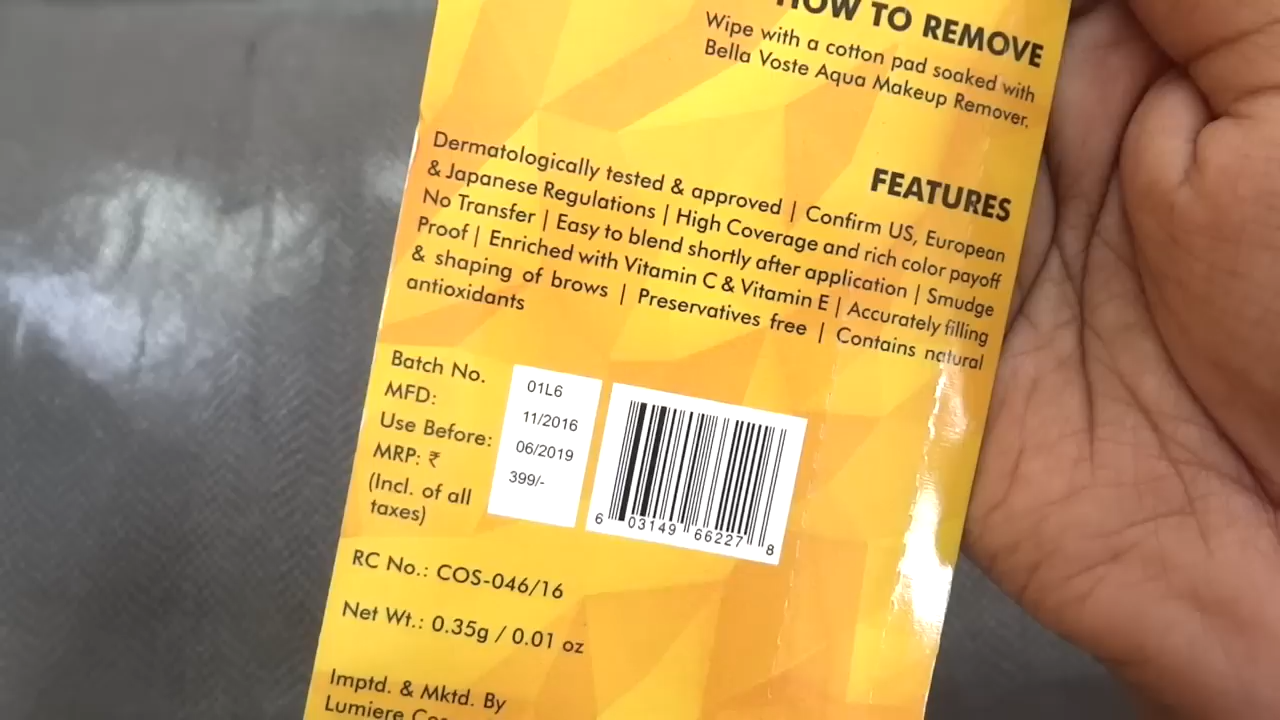 HOW TO REMOVE
Wipe with a cotton pad soaked with
Bella Voste Aqua Makeup Remover.
FEATURES
Dermatologically tested & approved | Confirm US, European
& Japanese Regulations | High Coverage and rich color payoff
No Transfer | Easy to blend shortly after application | Smudge
Proof | Enriched with Vitamin C & Vitamin E | Accurately filling
& shaping of brows | Preservatives free | Contains natural
antioxidants
Batch No. 01L6
MFD: 11/2016
Use Before: 06/2019
MRP: ₹ 399/-
(Incl. of all
taxes)
6 03149 66227 8
RC No.: COS-046/16
Net Wt.: 0.35g / 0.01 oz
Imptd. & Mktd. By
Lumiere